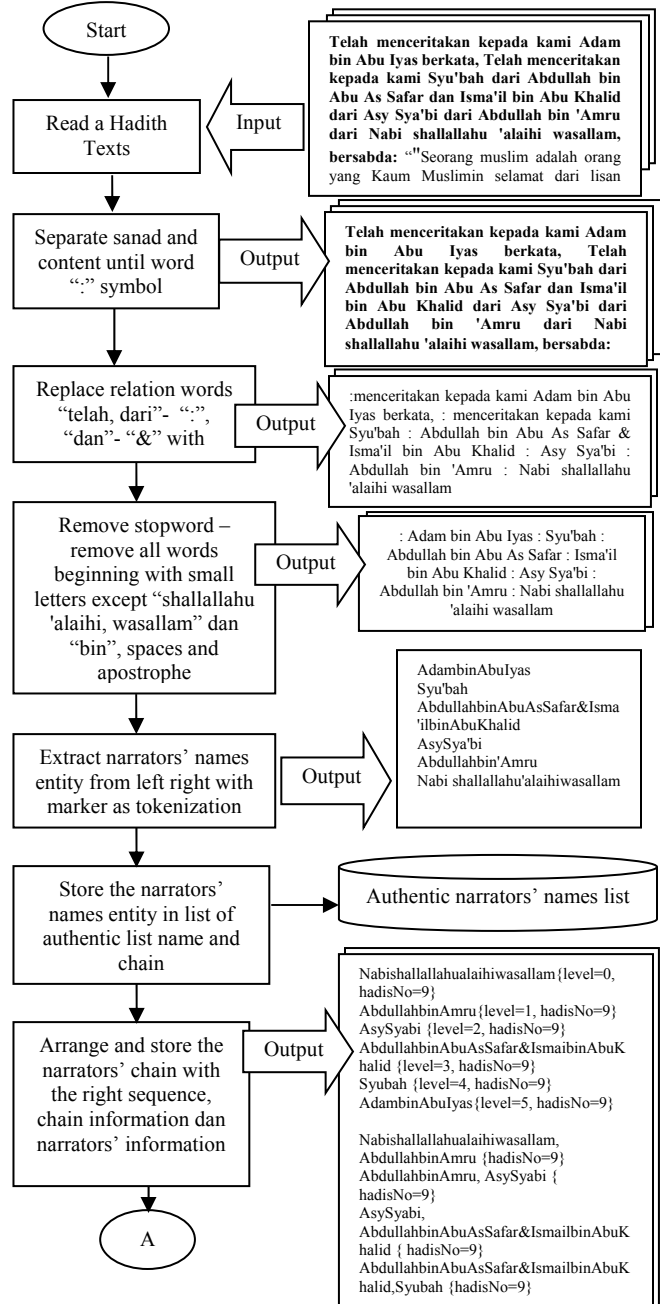 Start
Read a Hadith
Texts
Input
Telah menceritakan kepada kami Adam
bin Abu Iyas berkata, Telah menceritakan
kepada kami Syu'bah dari Abdullah bin
Abu As Safar dan Isma'il bin Abu Khalid
dari Asy Sya'bi dari Abdullah bin 'Amru
dari Nabi shallallahu 'alaihi wasallam,
bersabda: “"Seorang muslim adalah orang
yang Kaum Muslimin selamat dari lisan
Separate sanad and
content until word
“:” symbol
Output
Telah menceritakan kepada kami Adam
bin Abu Iyas berkata, Telah
menceritakan kepada kami Syu'bah dari
Abdullah bin Abu As Safar dan Isma'il
bin Abu Khalid dari Asy Sya'bi dari
Abdullah bin 'Amru dari Nabi
shallallahu 'alaihi wasallam, bersabda:
Replace relation words
“telah, dari”- “:”,
“dan”- “&” with
Output
:menceritakan kepada kami Adam bin Abu
Iyas berkata, : menceritakan kepada kami
Syu'bah : Abdullah bin Abu As Safar &
Isma'il bin Abu Khalid : Asy Sya'bi :
Abdullah bin 'Amru : Nabi shallallahu
'alaihi wasallam
Remove stopword –
remove all words
beginning with small
letters except “shallallahu
'alaihi, wasallam” dan
“bin”, spaces and
apostrophe
Output
: Adam bin Abu Iyas : Syu'bah :
Abdullah bin Abu As Safar : Isma'il
bin Abu Khalid : Asy Sya'bi :
Abdullah bin 'Amru : Nabi shallallahu
'alaihi wasallam
Extract narrators’ names
entity from left right with
marker as tokenization
Output
AdambinAbuIyas
Syu'bah
AbdullahbinAbuAsSafar&Isma
'ilbinAbuKhalid
AsySya'bi
Abdullahbin'Amru
Nabi shallallahu'alaihiwasallam
Store the narrators’
names entity in list of
authentic list name and
chain
Authentic narrators’ names list
Arrange and store the
narrators’ chain with
the right sequence,
chain information dan
narrators’ information
Output
Nabishallallahualaihiwasallam{level=0,
hadisNo=9}
AbdullahbinAmru{level=1, hadisNo=9}
AsySyabi {level=2, hadisNo=9}
AbdullahbinAbuAsSafar&IsmaibinAbuK
halid {level=3, hadisNo=9}
Syubah {level=4, hadisNo=9}
AdambinAbuIyas{level=5, hadisNo=9}
Nabishallallahualaihiwasallam,
AbdullahbinAmru {hadisNo=9}
AbdullahbinAmru, AsySyabi {
hadisNo=9}
AsySyabi,
AbdullahbinAbuAsSafar&IsmailbinAbuK
halid { hadisNo=9}
AbdullahbinAbuAsSafar&IsmailbinAbuK
halid,Syubah {hadisNo=9}
A